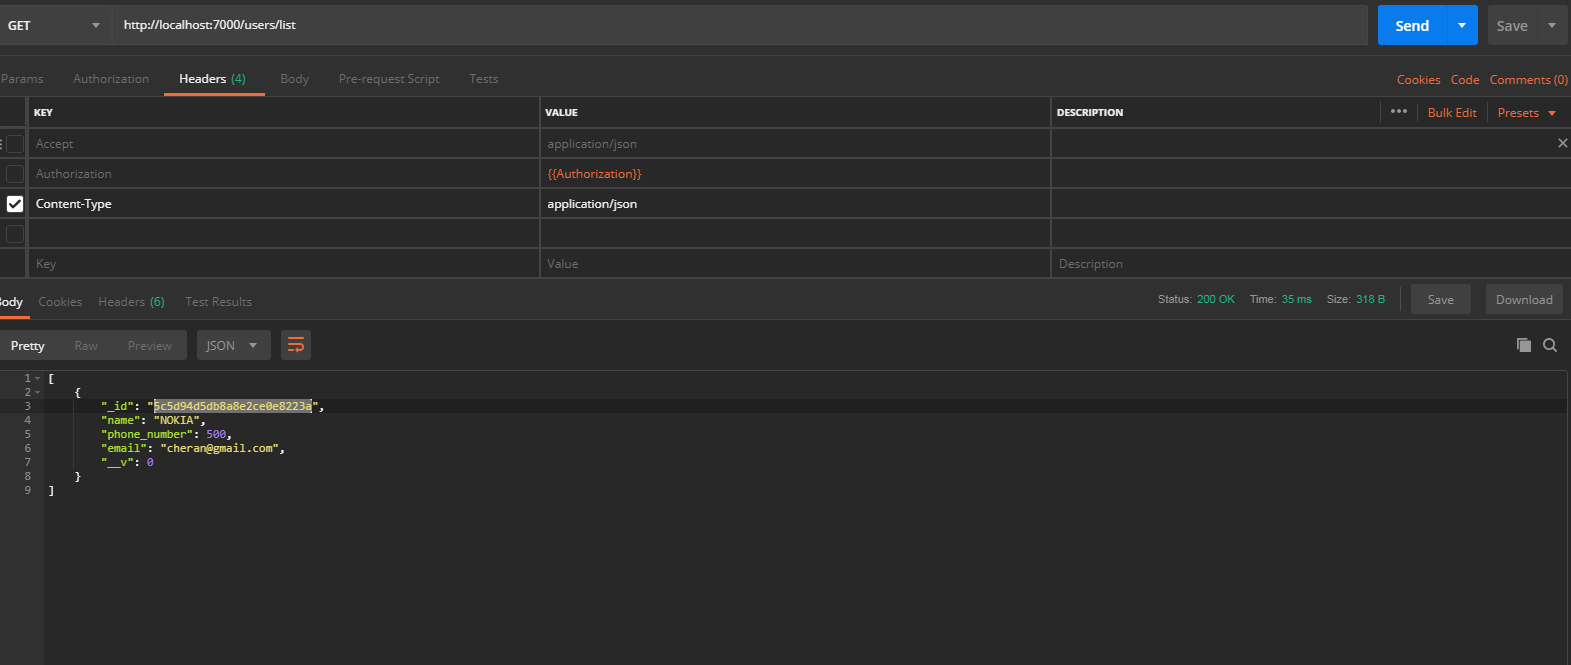 GET http://localhost:7000/users/list Send Save
Params Authorization Headers (4) Body Pre-request Script Tests Cookies Code Comments (0)
KEY VALUE DESCRIPTION ••• Bulk Edit Presets
Accept application/json
Authorization {{Authorization}}
Content-Type application/json
Key Value Description
Body Cookies Headers (6) Test Results Status: 200 OK Time: 35 ms Size: 318 B Save Download
Pretty Raw Preview JSON
1 [
2 {
3 "_id": "5c5d94d5db8a8e2ce0e8223a",
4 "name": "NOKIA",
5 "phone_number": 500,
6 "email": "cheran@gmail.com",
7 "__v": 0
8 }
9 ]